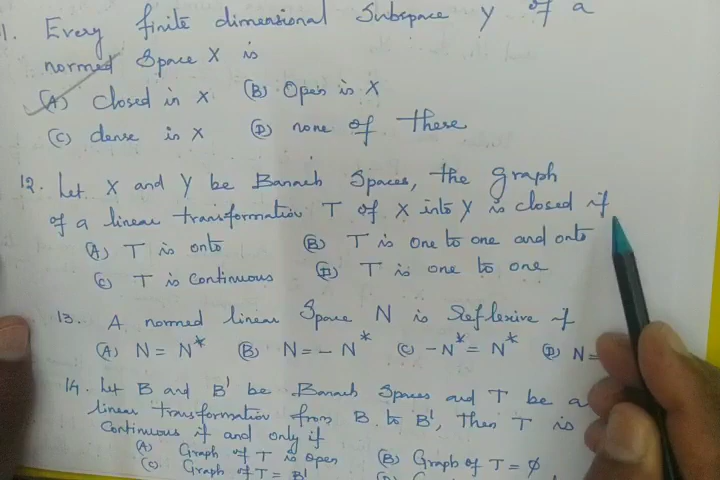 11. Every finite dimensional Subspace Y of a
normed Space X is
(A) closed in X (B) Open is X
(C) dense is X (D) none of these
12. Let X and Y be Banach Spaces, the graph
of a linear transformation T of X into Y is closed if
(A) T is onto (B) T is one to one and onto
(C) T is continuous (D) T is one to one
13. A normed linear Space N is Reflexive if
(A) N = N* (B) N = - N* (C) -N* = N* (D) N=
14. Let B and B' be Banach Spaces and T be a
linear transformation from B to B', Then T is
Continuous if and only if
(A) Graph of T is open (B) Graph of T = φ
(C) Graph of T = B'